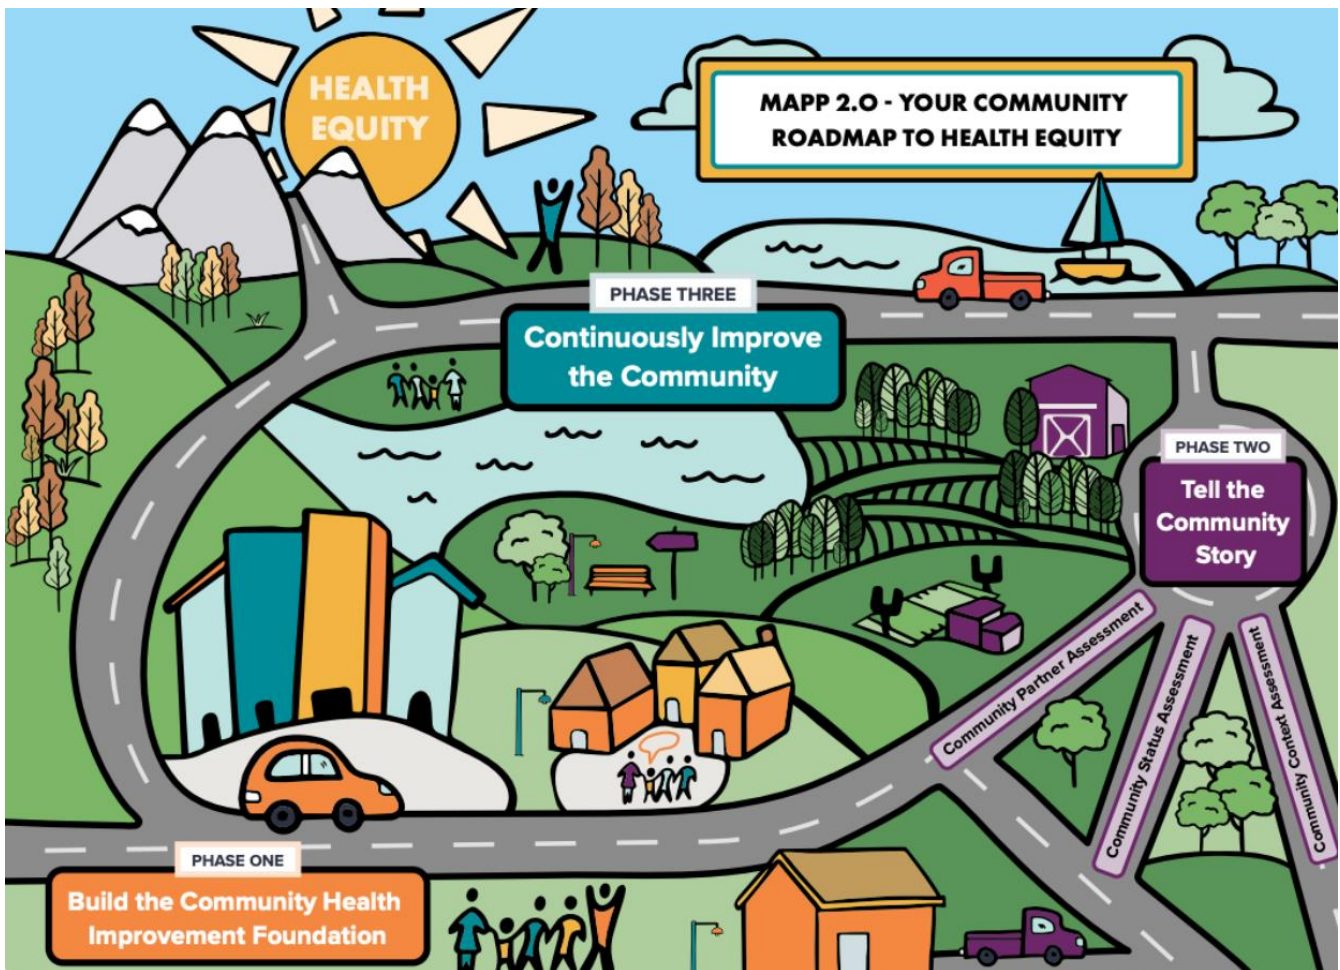 HEALTH
EQUITY
MAPP 2.0 - YOUR COMMUNITY
ROADMAP TO HEALTH EQUITY
PHASE THREE
Continuously Improve
the Community
PHASE TWO
Tell the
Community
Story
Community Partner Assessment
Community Status Assessment
Community Context Assessment
PHASE ONE
Build the Community Health
Improvement Foundation